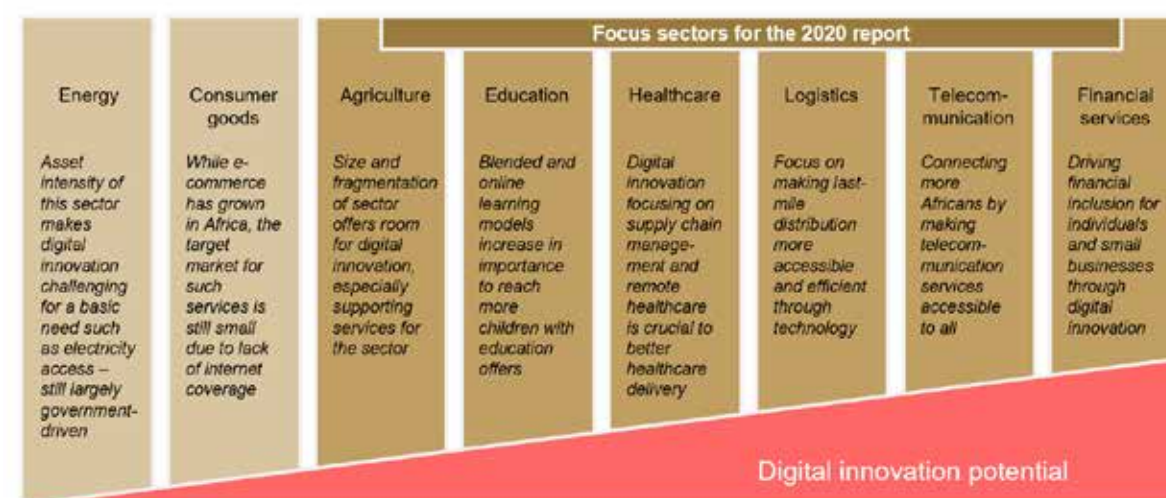 Focus sectors for the 2020 report
Energy
Asset
intensity of
this sector
makes
digital
innovation
challenging
for a basic
need such
as electricity
access –
still largely
government-
driven
Consumer
goods
While e-
commerce
has grown
in Africa, the
target
market for
such
services is
still small
due to lack
of internet
coverage
Agriculture
Size and
fragmentation
of sector
offers room
for digital
innovation,
especially
supporting
services for
the sector
Education
Blended and
online
learning
models
increase in
importance
to reach
more
children with
education
offers
Healthcare
Digital
innovation
focusing on
supply chain
manage-
ment and
remote
healthcare
is crucial to
better
healthcare
delivery
Logistics
Focus on
making last-
mile
distribution
more
accessible
and efficient
through
technology
Telecom-
munication
Connecting
more
Africans by
making
telecom-
munication
services
accessible
to all
Financial
services
Driving
financial
inclusion for
individuals
and small
businesses
through
digital
innovation
Digital innovation potential